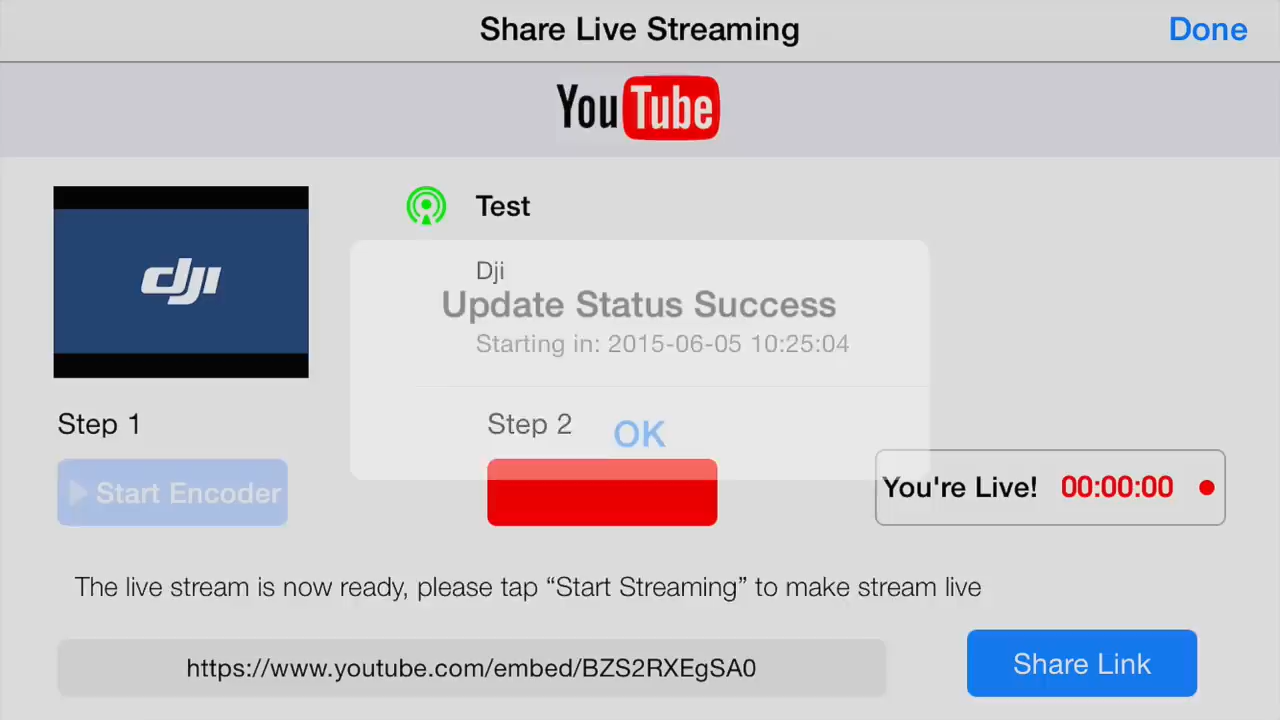 Share Live Streaming
Done
YouTube
dji
Test
Dji
Update Status Success
Starting in: 2015-06-05 10:25:04
Step 1
Step 2
OK
Start Encoder
You're Live! 00:00:00
The live stream is now ready, please tap “Start Streaming” to make stream live
https://www.youtube.com/embed/BZS2RXEgSA0
Share Link